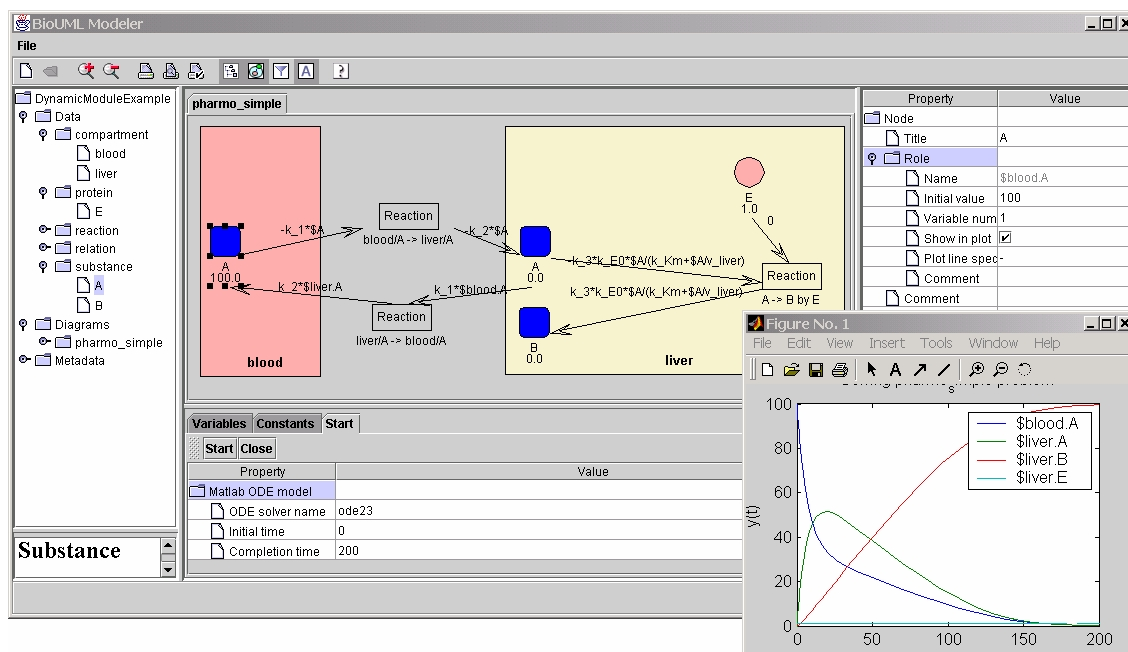 BioUML Modeler
File
DynamicModuleExample
Data
compartment
blood
liver
protein
E
reaction
relation
substance
A
B
Diagrams
pharmo_simple
Metadata
Substance
pharmo_simple
Reaction
blood/A -> liver/A
-k_1*$A
-k_2*$A
A
100.0
k_2*$liver.A
k_1*$blood.A
Reaction
liver/A -> blood/A
blood
E
1.0
0
A
0.0
-k_3*k_E0*$A/(k_Km+$A/v_liver)
Reaction
A -> B by E
k_3*k_E0*$A/(k_Km+$A/v_liver)
B
0.0
liver
Property Value
Node
Title A
Role
Name $blood.A
Initial value 100
Variable num 1
Show in plot
Plot line spec -
Comment
Comment
Variables Constants Start
Start Close
Property Value
Matlab ODE model
ODE solver name ode23
Initial time 0
Completion time 200
Figure No. 1
File Edit View Insert Tools Window Help
100
80
60
40
20
0
y(t)
0 50 100 150 200
$blood.A
$liver.A
$liver.B
$liver.E